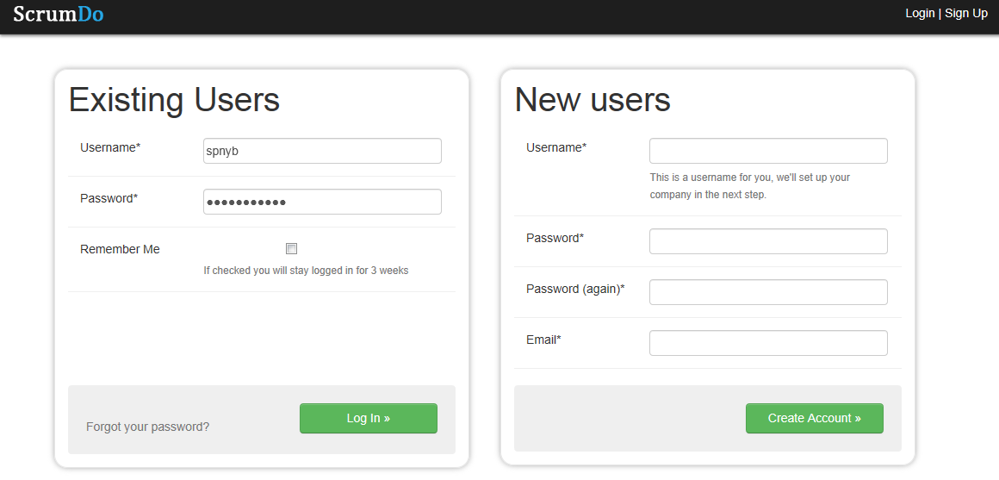 ScrumDo
Login | Sign Up
Existing Users
Username*
spnyb
Password*
●●●●●●●●●●●
Remember Me
If checked you will stay logged in for 3 weeks
Forgot your password?
Log In »
New users
Username*
This is a username for you, we'll set up your
company in the next step.
Password*
Password (again)*
Email*
Create Account »